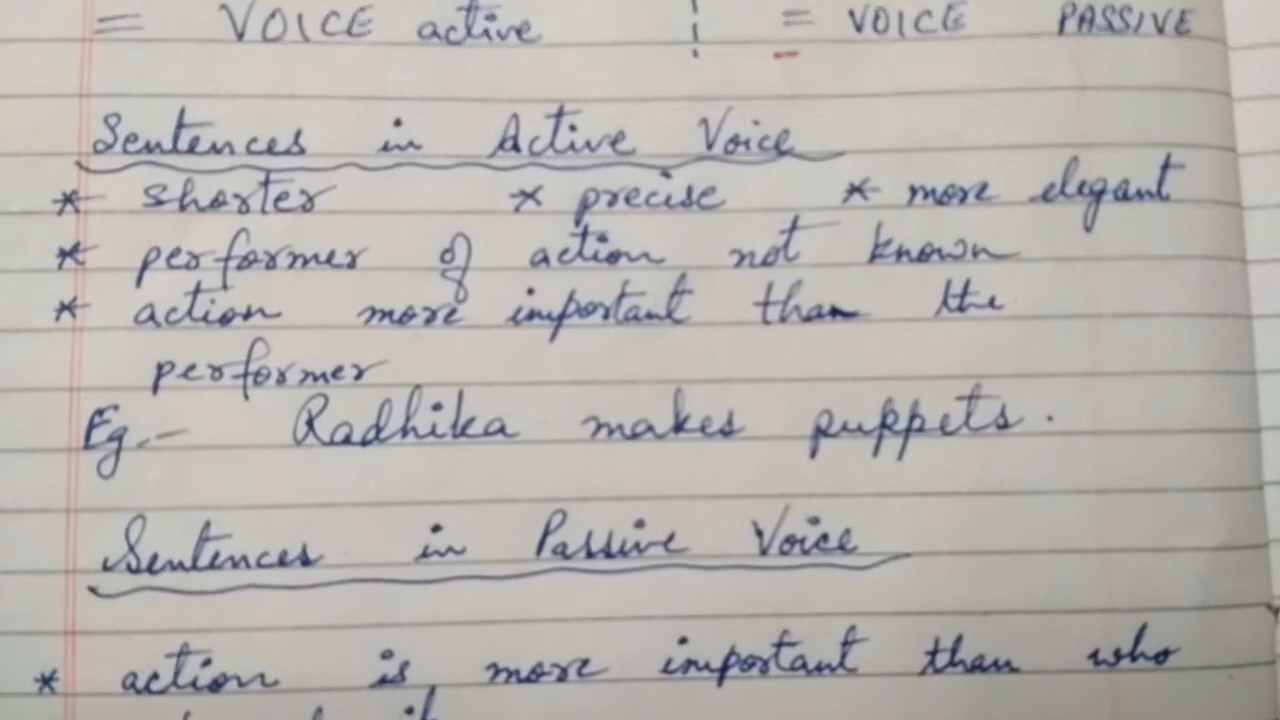 = VOICE active = VOICE PASSIVE
Sentences in Active Voice
* shorter * precise * more elegant
* performer of action not known
* action more important than the
performer
Eg.- Radhika makes puppets.
Sentences in Passive Voice
* action is more important than who